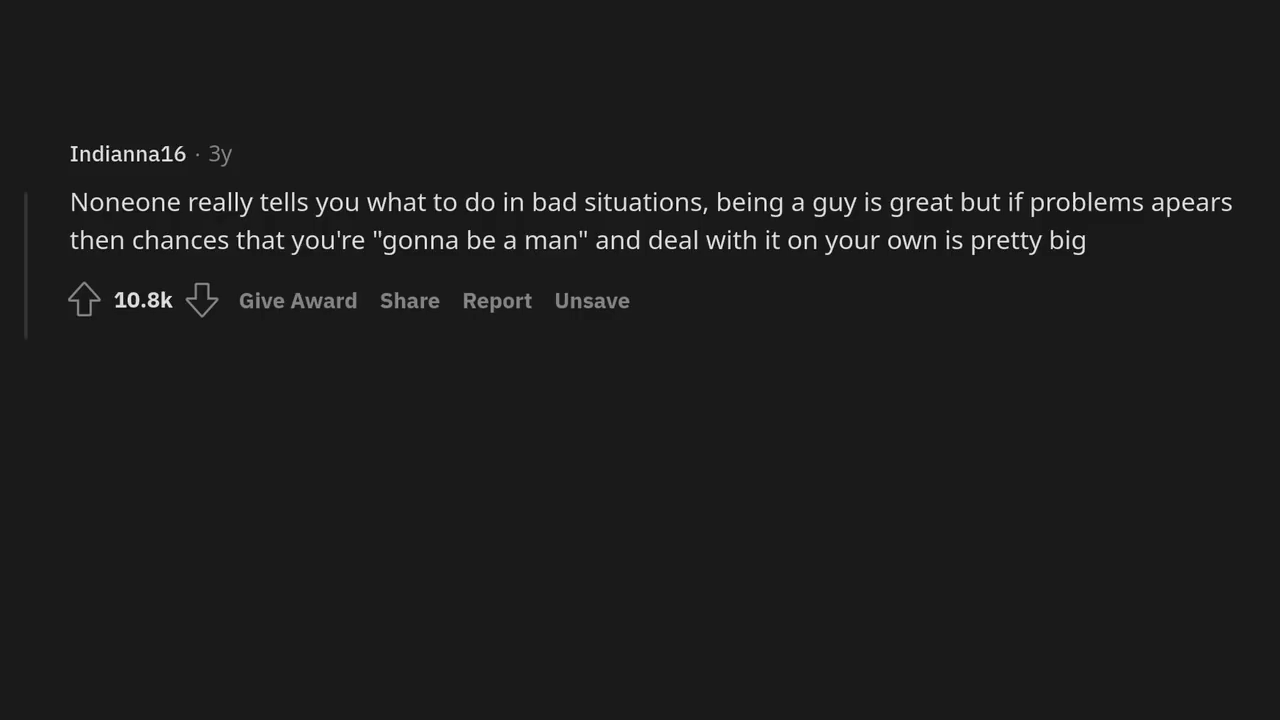 Indianna16 · 3y
Noneone really tells you what to do in bad situations, being a guy is great but if problems apears
then chances that you're "gonna be a man" and deal with it on your own is pretty big
10.8k Give Award Share Report Unsave